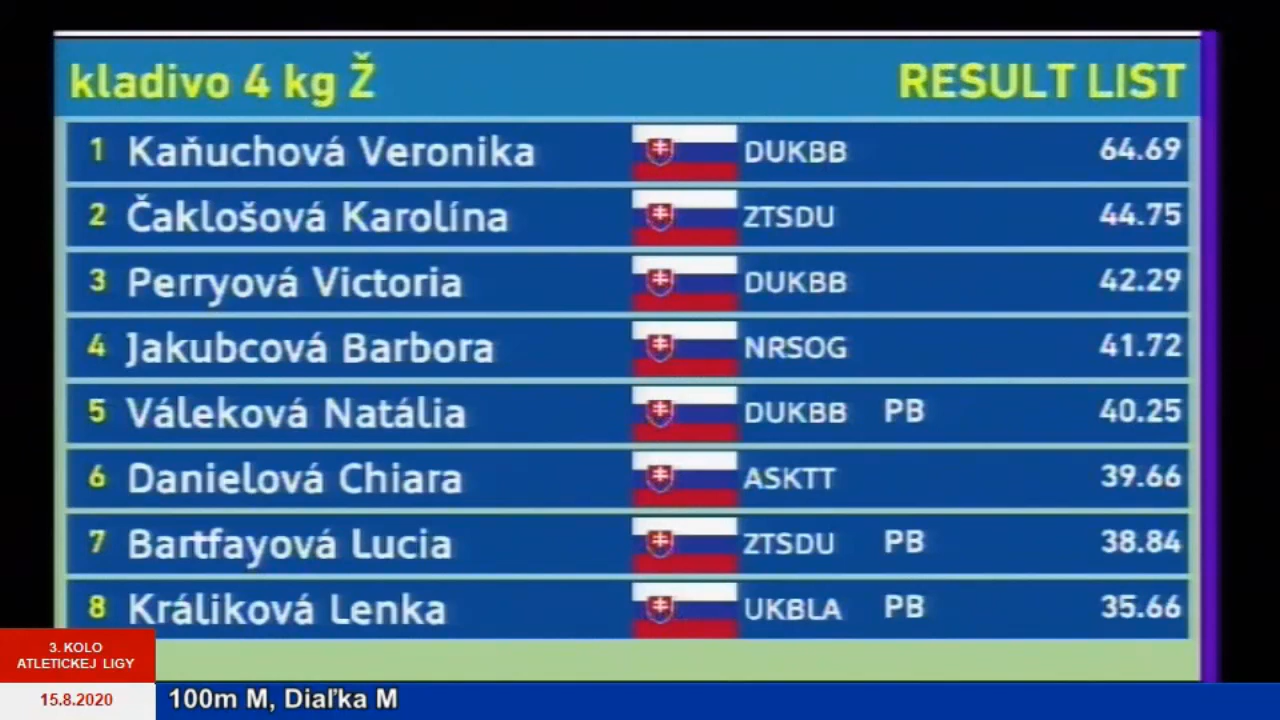 kladivo 4 kg Ž RESULT LIST
1 Kaňuchová Veronika DUKBB 64.69
2 Čaklošová Karolína ZTSDU 44.75
3 Perryová Victoria DUKBB 42.29
4 Jakubcová Barbora NRSOG 41.72
5 Váleková Natália DUKBB PB 40.25
6 Danielová Chiara ASKTT 39.66
7 Bartfayová Lucia ZTSDU PB 38.84
8 Králiková Lenka UKBLA PB 35.66
3. KOLO
ATLETICKEJ LIGY
15.8.2020 100m M, Diaľka M